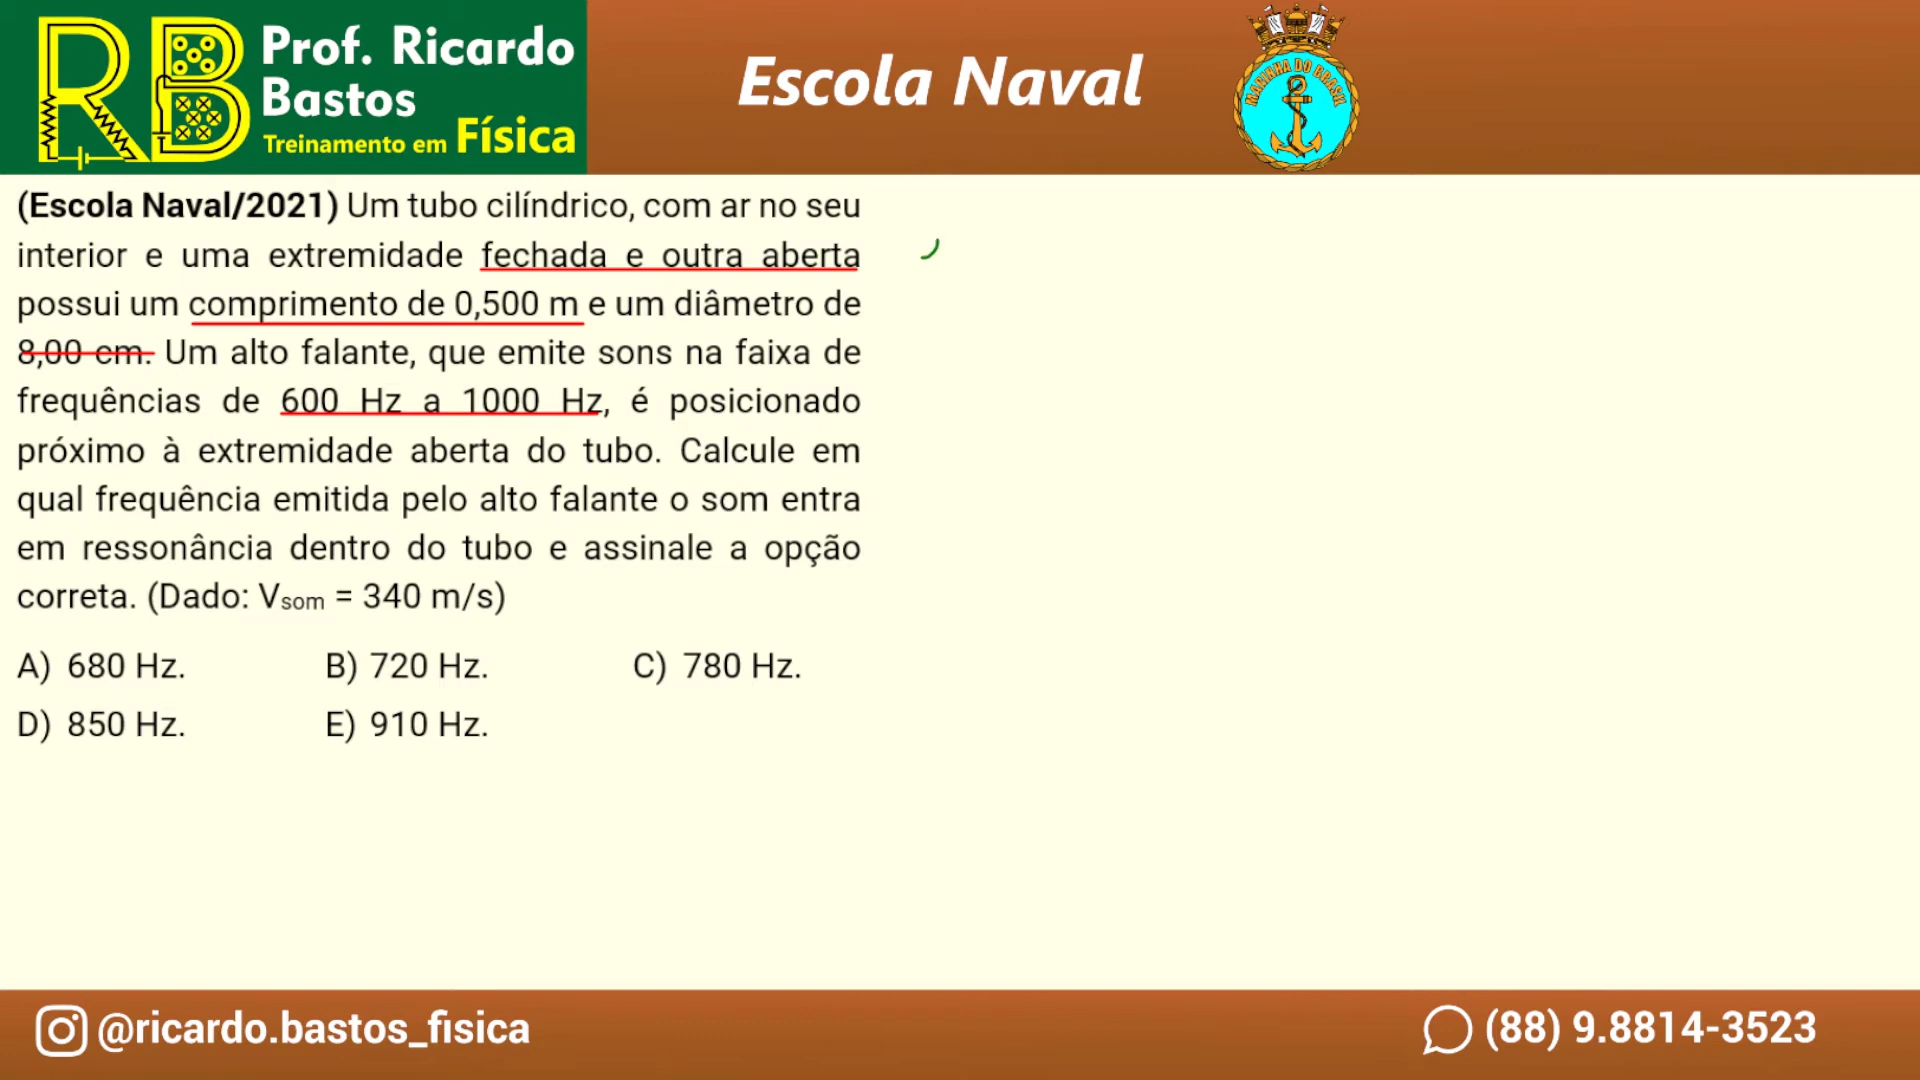 Prof. Ricardo
Bastos
Treinamento em Física
Escola Naval
MARINHA DO BRASIL
(Escola Naval/2021) Um tubo cilíndrico, com ar no seu
interior e uma extremidade fechada e outra aberta
possui um comprimento de 0,500 m e um diâmetro de
8,00 cm. Um alto falante, que emite sons na faixa de
frequências de 600 Hz a 1000 Hz, é posicionado
próximo à extremidade aberta do tubo. Calcule em
qual frequência emitida pelo alto falante o som entra
em ressonância dentro do tubo e assinale a opção
correta. (Dado: Vsom = 340 m/s)
A) 680 Hz. B) 720 Hz. C) 780 Hz.
D) 850 Hz. E) 910 Hz.
@ricardo.bastos_fisica
(88) 9.8814-3523